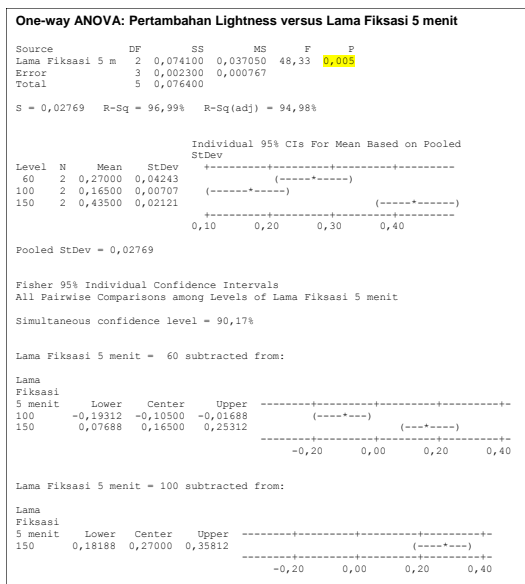 One-way ANOVA: Pertambahan Lightness versus Lama Fiksasi 5 menit
Source DF SS MS F P
Lama Fiksasi 5 m 2 0,074100 0,037050 48,33 0,005
Error 3 0,002300 0,000767
Total 5 0,076400
S = 0,02769 R-Sq = 96,99% R-Sq(adj) = 94,98%
Individual 95% CIs For Mean Based on Pooled
StDev
Level N Mean StDev +---------+---------+---------+---------
60 2 0,27000 0,04243 (-----*-----)
100 2 0,16500 0,00707 (------*-----)
150 2 0,43500 0,02121 (-----*------)
+---------+---------+---------+---------
0,10 0,20 0,30 0,40
Pooled StDev = 0,02769
Fisher 95% Individual Confidence Intervals
All Pairwise Comparisons among Levels of Lama Fiksasi 5 menit
Simultaneous confidence level = 90,17%
Lama Fiksasi 5 menit = 60 subtracted from:
Lama
Fiksasi
5 menit Lower Center Upper --------+---------+---------+---------+-
100 -0,19312 -0,10500 -0,01688 (----*---)
150 0,07688 0,16500 0,25312 (---*----)
--------+---------+---------+---------+-
-0,20 0,00 0,20 0,40
Lama Fiksasi 5 menit = 100 subtracted from:
Lama
Fiksasi
5 menit Lower Center Upper --------+---------+---------+---------+-
150 0,18188 0,27000 0,35812 (----*---)
--------+---------+---------+---------+-
-0,20 0,00 0,20 0,40